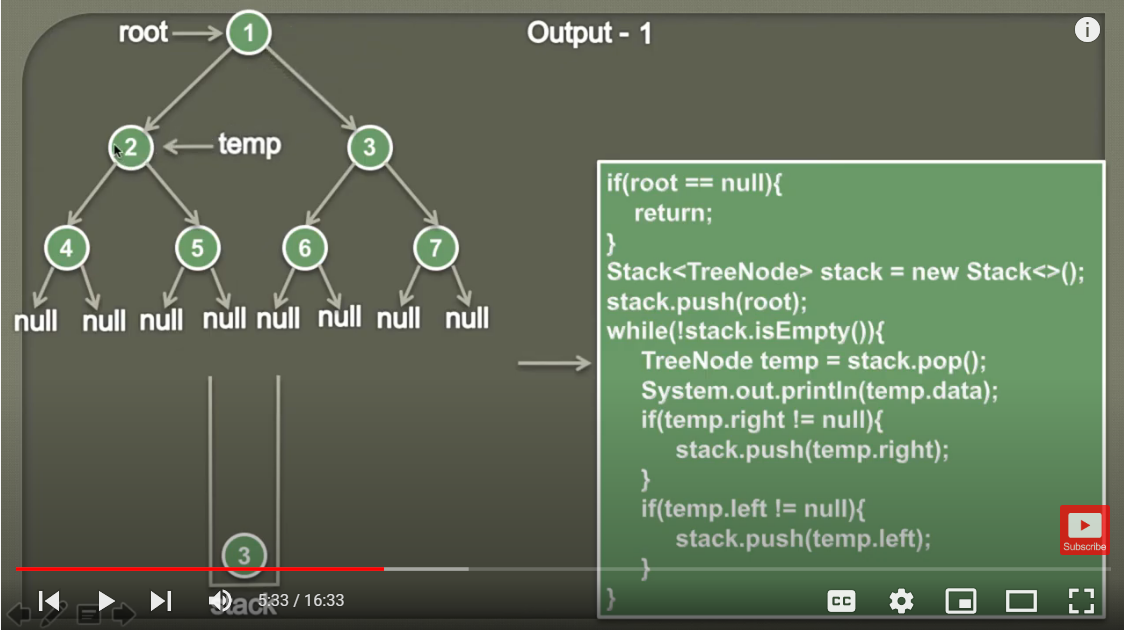 root
1
Output - 1
2
temp
3
4
5
6
7
null
null
null
null
null
null
null
null
if(root == null){
return;
}
Stack<TreeNode> stack = new Stack<>();
stack.push(root);
while(!stack.isEmpty()){
TreeNode temp = stack.pop();
System.out.println(temp.data);
if(temp.right != null){
stack.push(temp.right);
}
if(temp.left != null){
stack.push(temp.left);
}
}
3
stack
Subscribe
5:33 / 16:33
CC